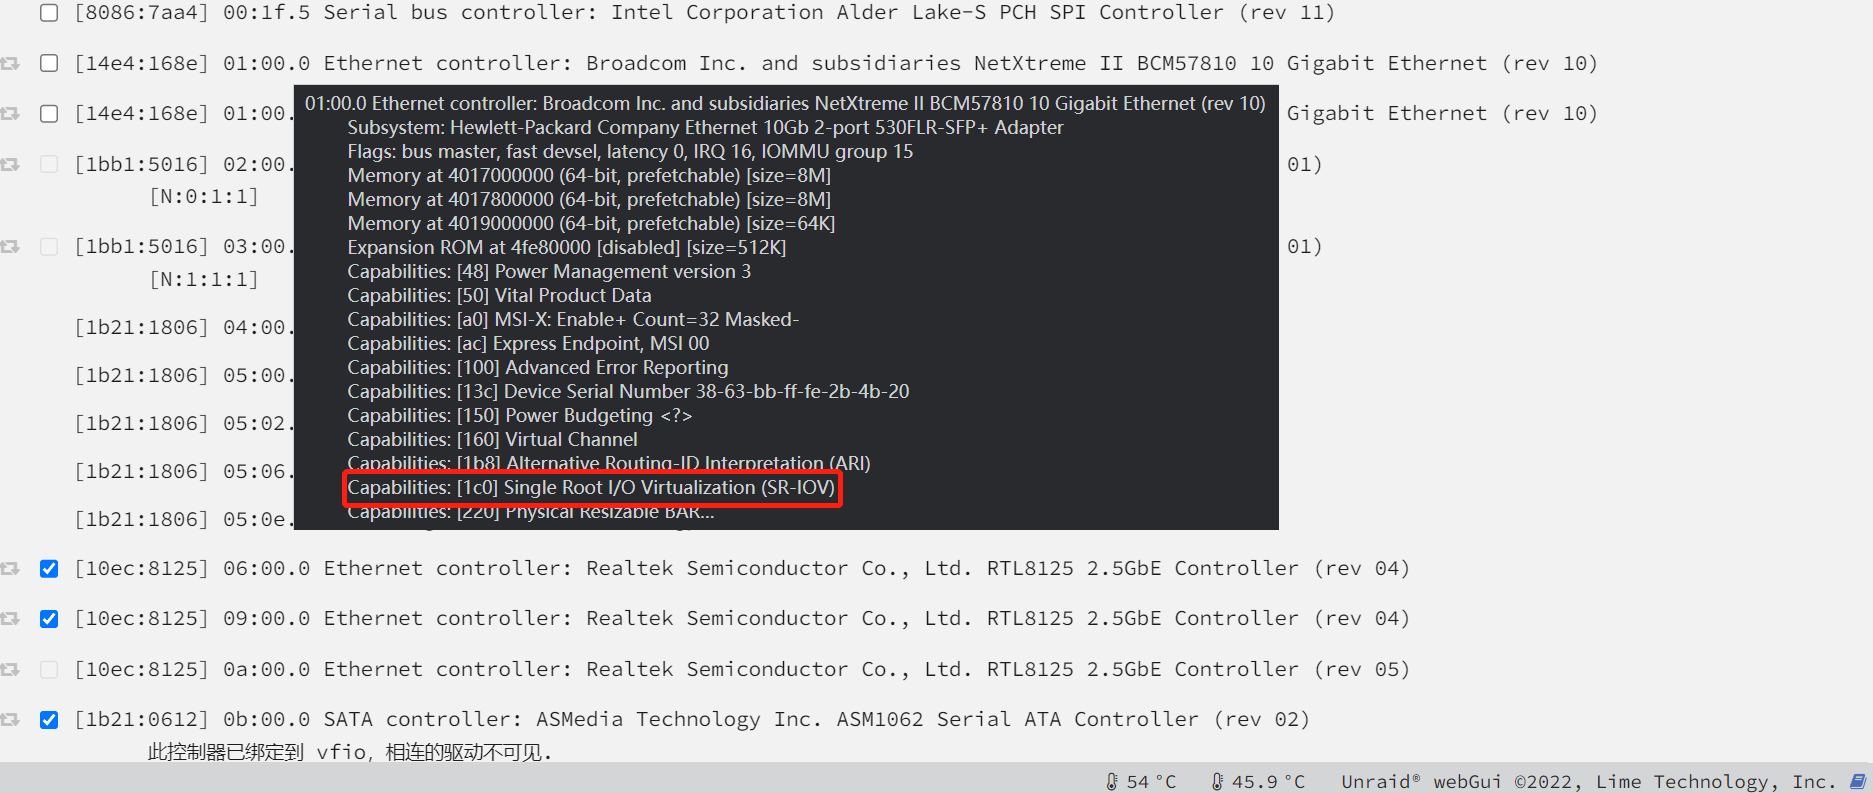 [8086:7aa4] 00:1f.5 Serial bus controller: Intel Corporation Alder Lake-S PCH SPI Controller (rev 11)
[14e4:168e] 01:00.0 Ethernet controller: Broadcom Inc. and subsidiaries NetXtreme II BCM57810 10 Gigabit Ethernet (rev 10)
[14e4:168e] 01:00. Gigabit Ethernet (rev 10)
01:00.0 Ethernet controller: Broadcom Inc. and subsidiaries NetXtreme II BCM57810 10 Gigabit Ethernet (rev 10)
Subsystem: Hewlett-Packard Company Ethernet 10Gb 2-port 530FLR-SFP+ Adapter
Flags: bus master, fast devsel, latency 0, IRQ 16, IOMMU group 15
Memory at 4017000000 (64-bit, prefetchable) [size=8M]
Memory at 4017800000 (64-bit, prefetchable) [size=8M]
Memory at 4019000000 (64-bit, prefetchable) [size=64K]
Expansion ROM at 4fe80000 [disabled] [size=512K]
Capabilities: [48] Power Management version 3
Capabilities: [50] Vital Product Data
Capabilities: [a0] MSI-X: Enable+ Count=32 Masked-
Capabilities: [ac] Express Endpoint, MSI 00
Capabilities: [100] Advanced Error Reporting
Capabilities: [13c] Device Serial Number 38-63-bb-ff-fe-2b-4b-20
Capabilities: [150] Power Budgeting <?>
Capabilities: [160] Virtual Channel
Capabilities: [1b8] Alternative Routing-ID Interpretation (ARI)
Capabilities: [1c0] Single Root I/O Virtualization (SR-IOV)
Capabilities: [220] Physical Resizable BAR...
[1bb1:5016] 02:00. 01)
[N:0:1:1]
[1bb1:5016] 03:00. 01)
[N:1:1:1]
[1b21:1806] 04:00.
[1b21:1806] 05:00.
[1b21:1806] 05:02.
[1b21:1806] 05:06.
[1b21:1806] 05:0e.
[10ec:8125] 06:00.0 Ethernet controller: Realtek Semiconductor Co., Ltd. RTL8125 2.5GbE Controller (rev 04)
[10ec:8125] 09:00.0 Ethernet controller: Realtek Semiconductor Co., Ltd. RTL8125 2.5GbE Controller (rev 04)
[10ec:8125] 0a:00.0 Ethernet controller: Realtek Semiconductor Co., Ltd. RTL8125 2.5GbE Controller (rev 05)
[1b21:0612] 0b:00.0 SATA controller: ASMedia Technology Inc. ASM1062 Serial ATA Controller (rev 02)
此控制器已绑定到 vfio, 相连的驱动不可见.
54 °C 45.9 °C Unraid® webGui ©2022, Lime Technology, Inc.